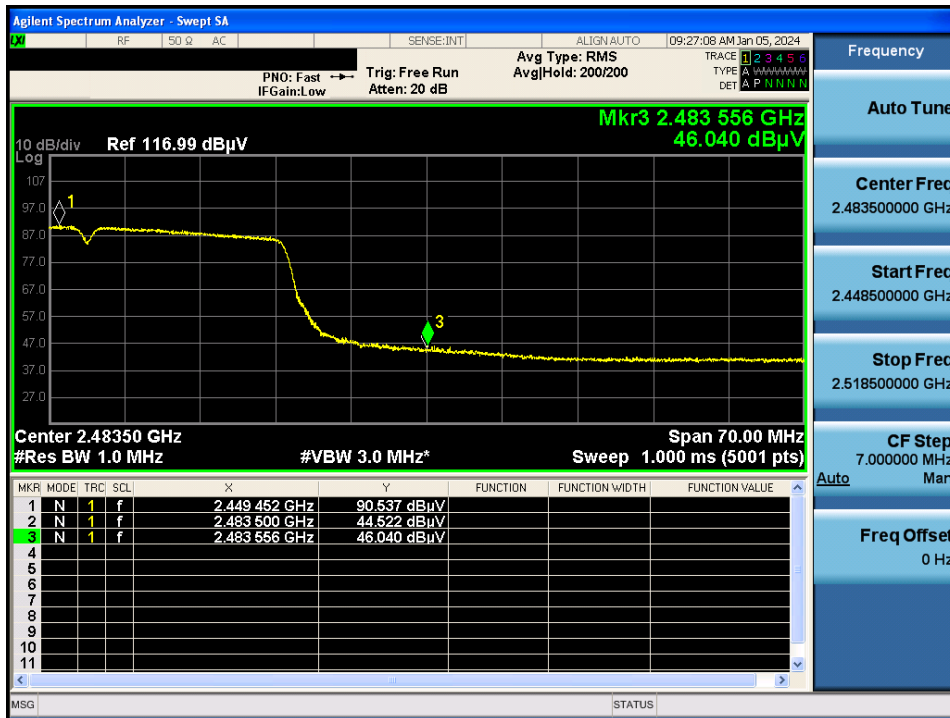 Agilent Spectrum Analyzer - Swept SA
LXI RF 50 Ω AC SENSE:INT ALIGN AUTO 09:27:08 AM Jan 05, 2024
PNO: Fast Trig: Free Run Avg Type: RMS TRACE 1 2 3 4 5 6
IFGain:Low Atten: 20 dB Avg|Hold: 200/200 TYPE A WWWWW
DET A P N N N N
Mkr3 2.483 556 GHz
46.040 dBµV
10 dB/div Ref 116.99 dBµV
Log
107
97.0
87.0
77.0
67.0
57.0
47.0
37.0
27.0
1
3
Center 2.48350 GHz Span 70.00 MHz
#Res BW 1.0 MHz #VBW 3.0 MHz* Sweep 1.000 ms (5001 pts)
MKR MODE TRC SCL X Y FUNCTION FUNCTION WIDTH FUNCTION VALUE
1 N 1 f 2.449 452 GHz 90.537 dBµV
2 N 1 f 2.483 500 GHz 44.522 dBµV
3 N 1 f 2.483 556 GHz 46.040 dBµV
4
5
6
7
8
9
10
11
MSG STATUS
Frequency
Auto Tune
Center Freq
2.483500000 GHz
Start Freq
2.448500000 GHz
Stop Freq
2.518500000 GHz
CF Step
7.000000 MHz
Auto Man
Freq Offset
0 Hz